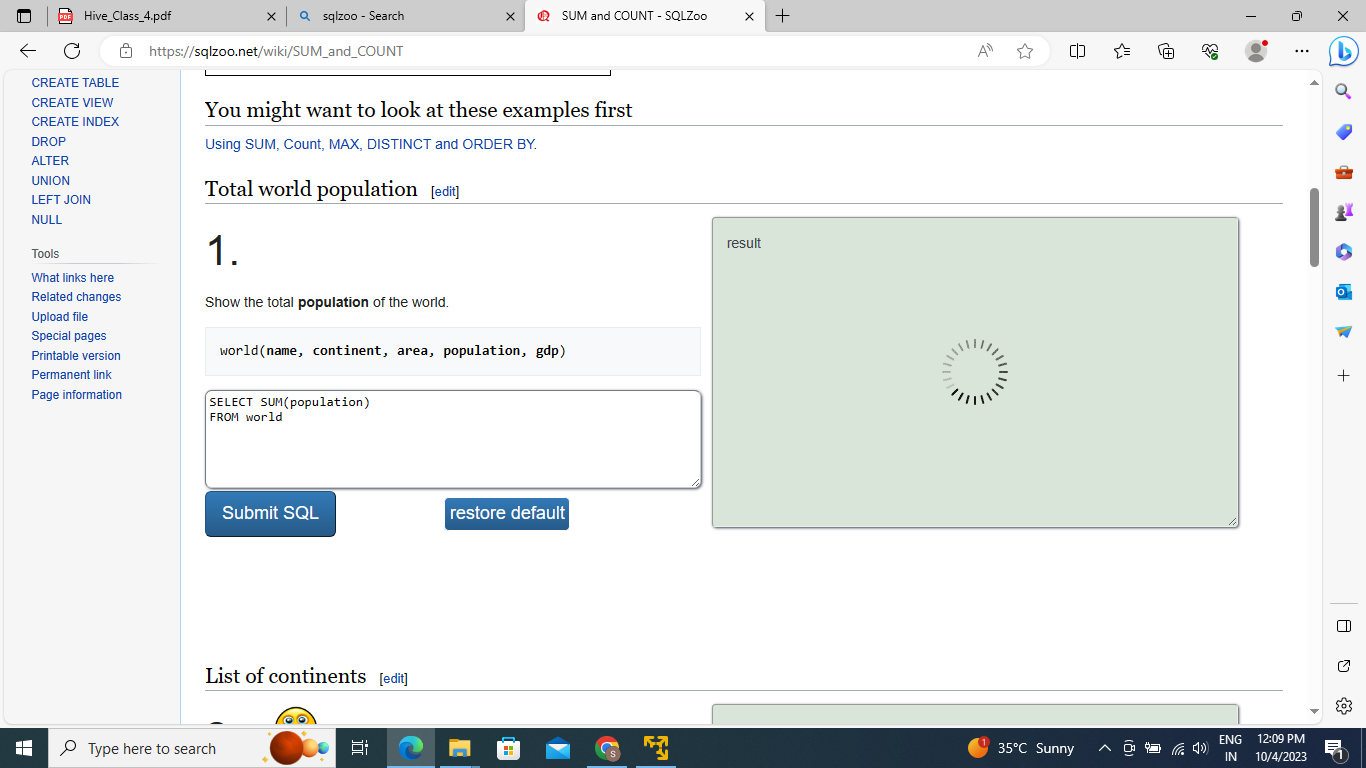 Hive_Class_4.pdf
sqlzoo - Search
SUM and COUNT - SQLZoo
https://sqlzoo.net/wiki/SUM_and_COUNT
CREATE TABLE
CREATE VIEW
CREATE INDEX
DROP
ALTER
UNION
LEFT JOIN
NULL
Tools
What links here
Related changes
Upload file
Special pages
Printable version
Permanent link
Page information
You might want to look at these examples first
Using SUM, Count, MAX, DISTINCT and ORDER BY.
Total world population [edit]
1.
Show the total population of the world.
world(name, continent, area, population, gdp)
SELECT SUM(population)
FROM world
Submit SQL
restore default
result
List of continents [edit]
Type here to search
35°C Sunny
ENG
IN
12:09 PM
10/4/2023